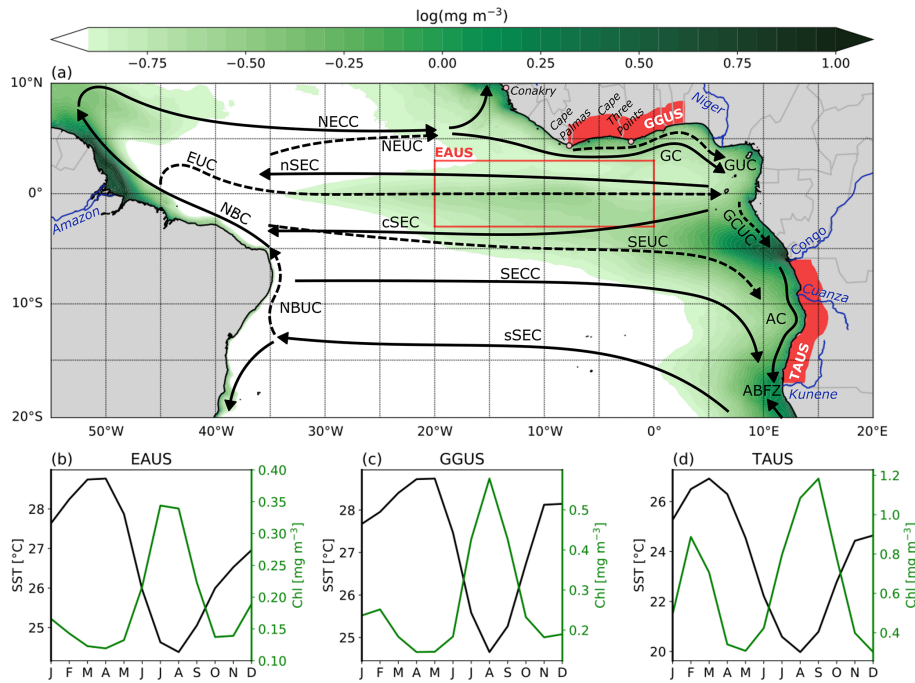 log(mg m⁻³)
−0.75 −0.50 −0.25 0.00 0.25 0.50 0.75 1.00
(a)
10°N
0°
10°S
20°S
50°W 40°W 30°W 20°W 10°W 0° 10°E 20°E
Conakry
Cape Palmas
Cape Three Points
GGUS
Niger
NECC
NEUC
EAUS
GC
GUC
EUC
nSEC
NBC
cSEC
SEUC
GCUC
Amazon
Congo
SECC
Cuanza
NBUC
AC
sSEC
TAUS
ABFZ
Kunene
(b) EAUS
SST [°C]
28
27
26
25
Chl [mg m⁻³]
0.40
0.35
0.30
0.25
0.20
0.15
0.10
J F M A M J J A S O N D
(c) GGUS
SST [°C]
28
27
26
25
Chl [mg m⁻³]
0.5
0.4
0.3
0.2
J F M A M J J A S O N D
(d) TAUS
SST [°C]
26
24
22
20
Chl [mg m⁻³]
1.2
1.0
0.8
0.6
0.4
J F M A M J J A S O N D